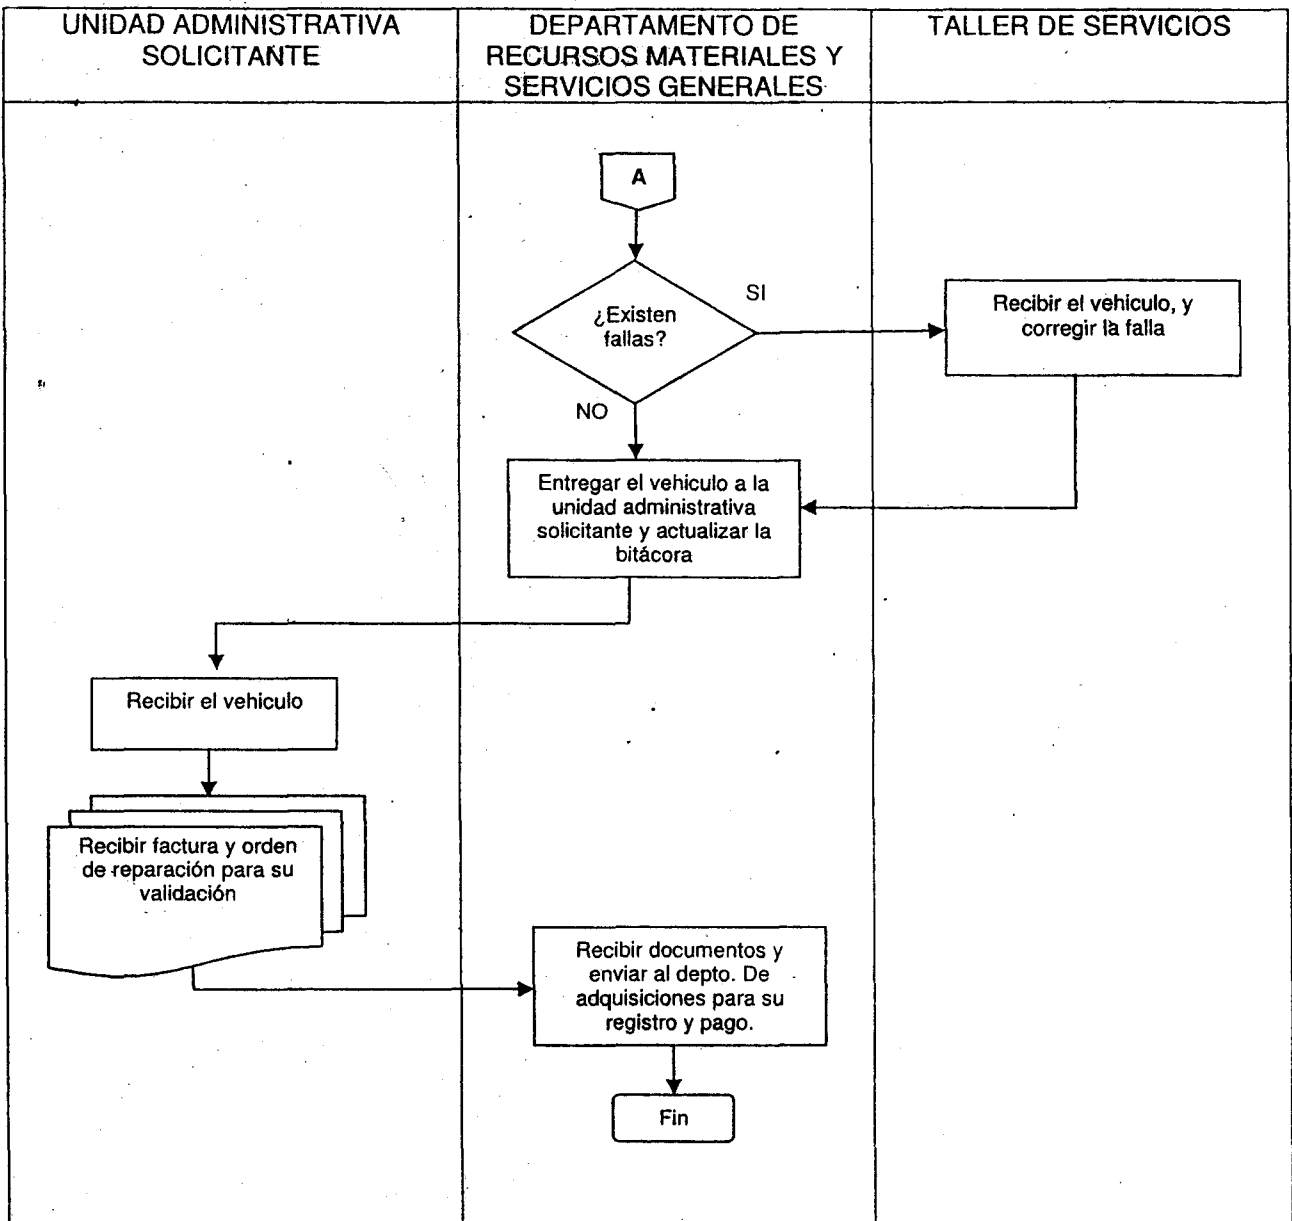 UNIDAD ADMINISTRATIVA
SOLICITANTE
DEPARTAMENTO DE
RECURSOS MATERIALES Y
SERVICIOS GENERALES
TALLER DE SERVICIOS
A
¿Existen
fallas?
SI
Recibir el vehiculo, y
corregir la falla
NO
Entregar el vehiculo a la
unidad administrativa
solicitante y actualizar la
bitácora
Recibir el vehiculo
Recibir factura y orden
de reparación para su
validación
Recibir documentos y
enviar al depto. De
adquisiciones para su
registro y pago.
Fin